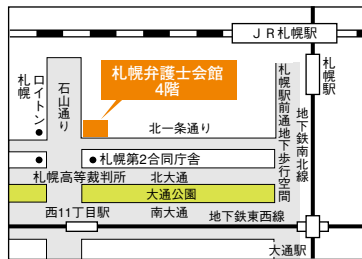 JR札幌駅
札幌弁護士会館
4階
ロイトン
札幌
石山通り
北一条通り
札幌駅前通地下歩行空間
地下鉄南北線
札幌駅
札幌第2合同庁舎
札幌高等裁判所
北大通
大通公園
西11丁目駅
南大通
地下鉄東西線
大通駅